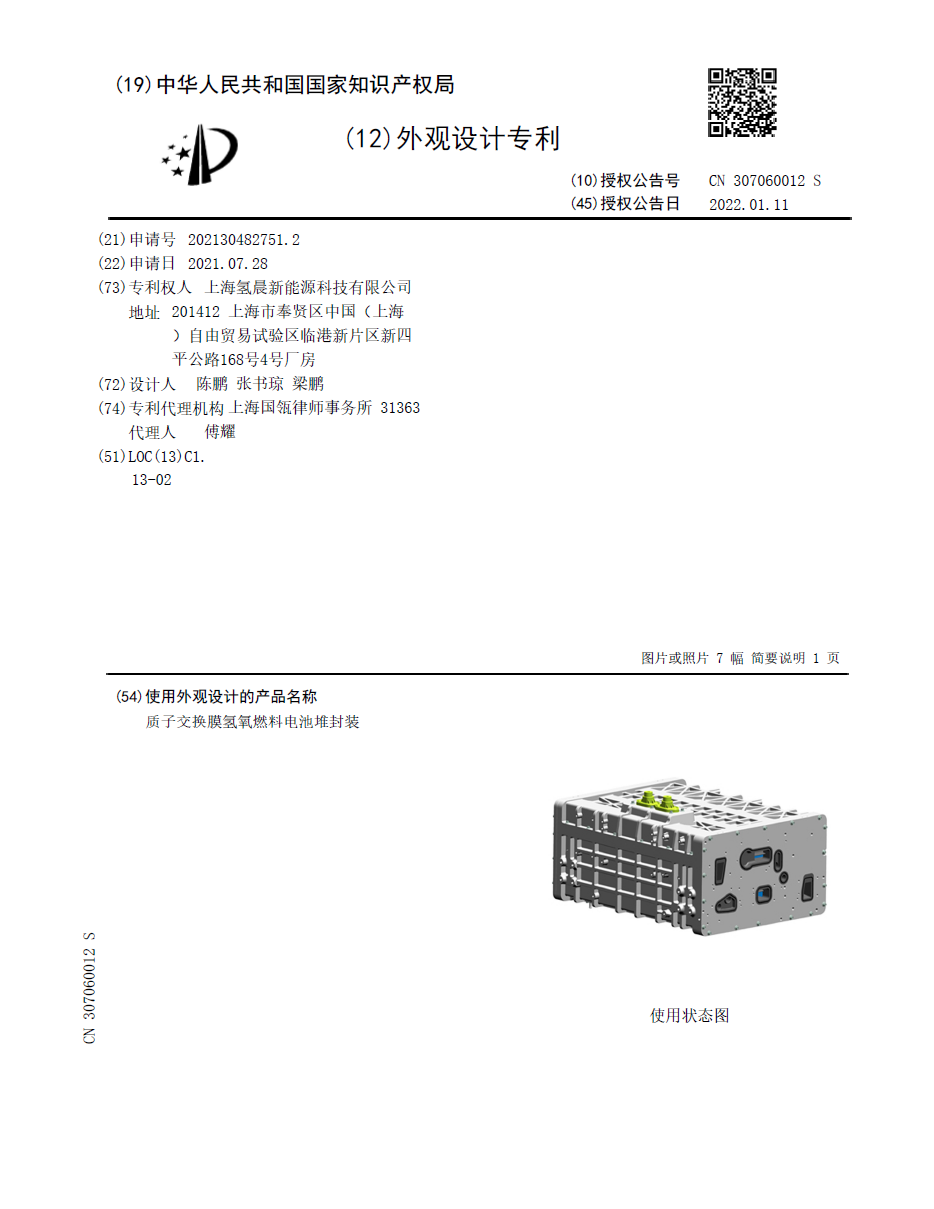 (19)中华人民共和国国家知识产权局
(12)外观设计专利
(10)授权公告号 CN 307060012 S
(45)授权公告日 2022.01.11
(21)申请号 202130482751.2
(22)申请日 2021.07.28
(73)专利权人 上海氢晨新能源科技有限公司
地址 201412 上海市奉贤区中国（上海
）自由贸易试验区临港新片区新四
平公路168号4号厂房
(72)设计人 陈鹏 张书琼 梁鹏
(74)专利代理机构 上海国瓴律师事务所 31363
代理人 傅耀
(51)LOC(13)Cl.
13-02
图片或照片 7 幅 简要说明 1 页
(54)使用外观设计的产品名称
质子交换膜氢氧燃料电池堆封装
使用状态图
CN 307060012 S